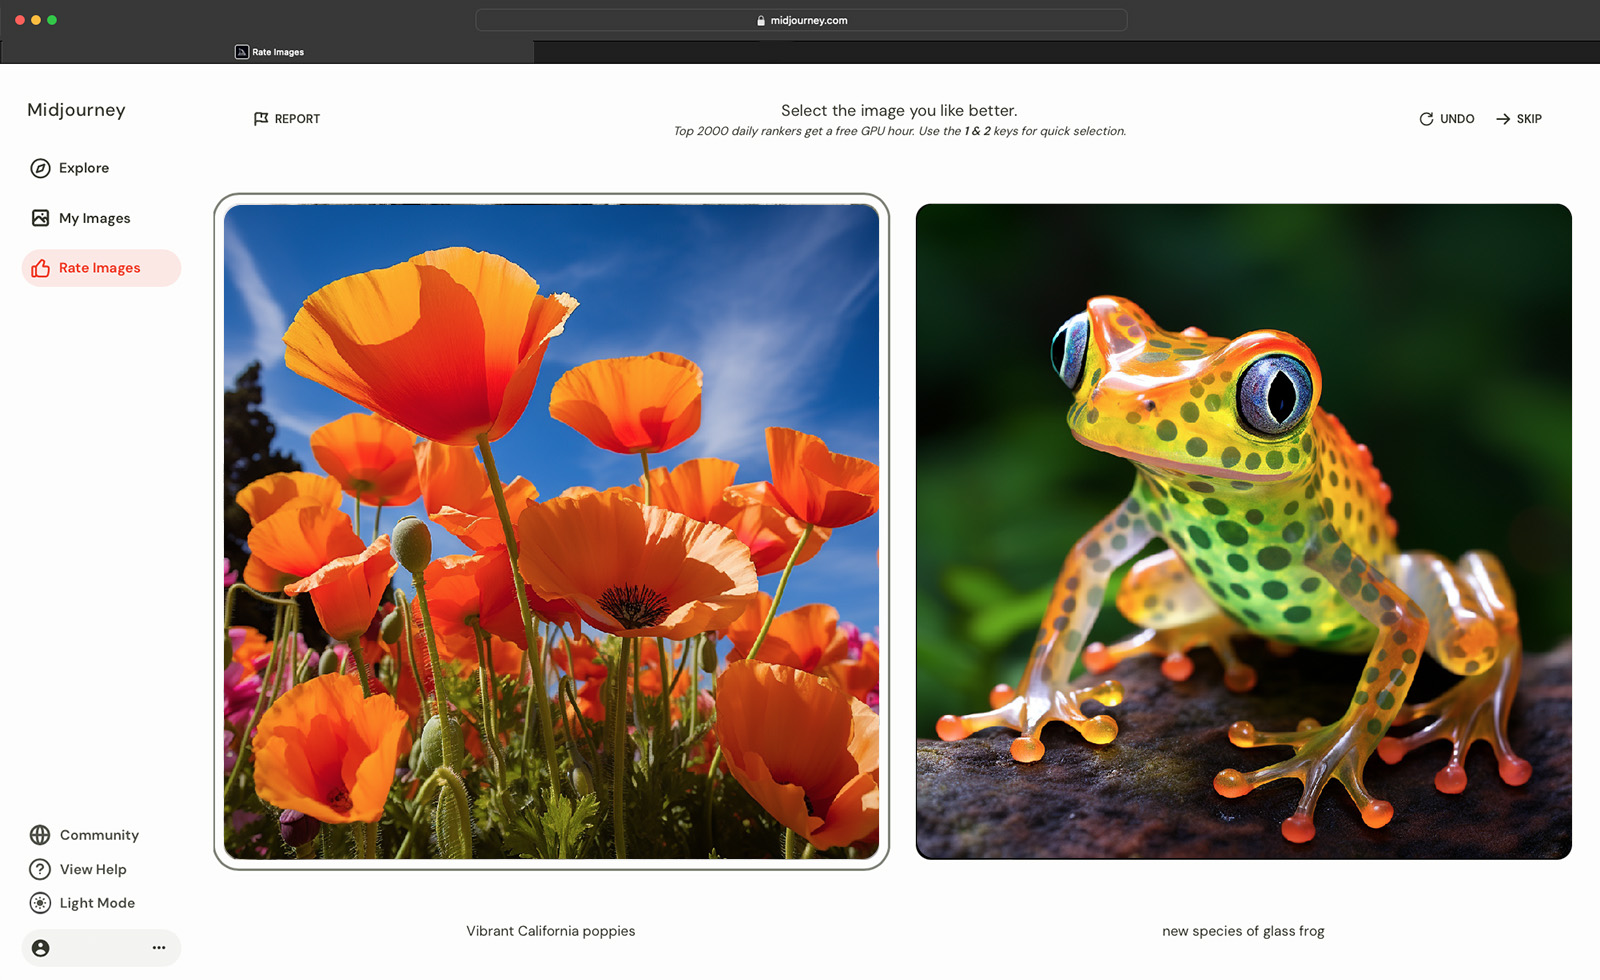 midjourney.com
Rate Images
Midjourney
REPORT
Select the image you like better.
Top 2000 daily rankers get a free GPU hour. Use the 1 & 2 keys for quick selection.
UNDO
SKIP
Explore
My Images
Rate Images
Community
View Help
Light Mode
Vibrant California poppies
new species of glass frog